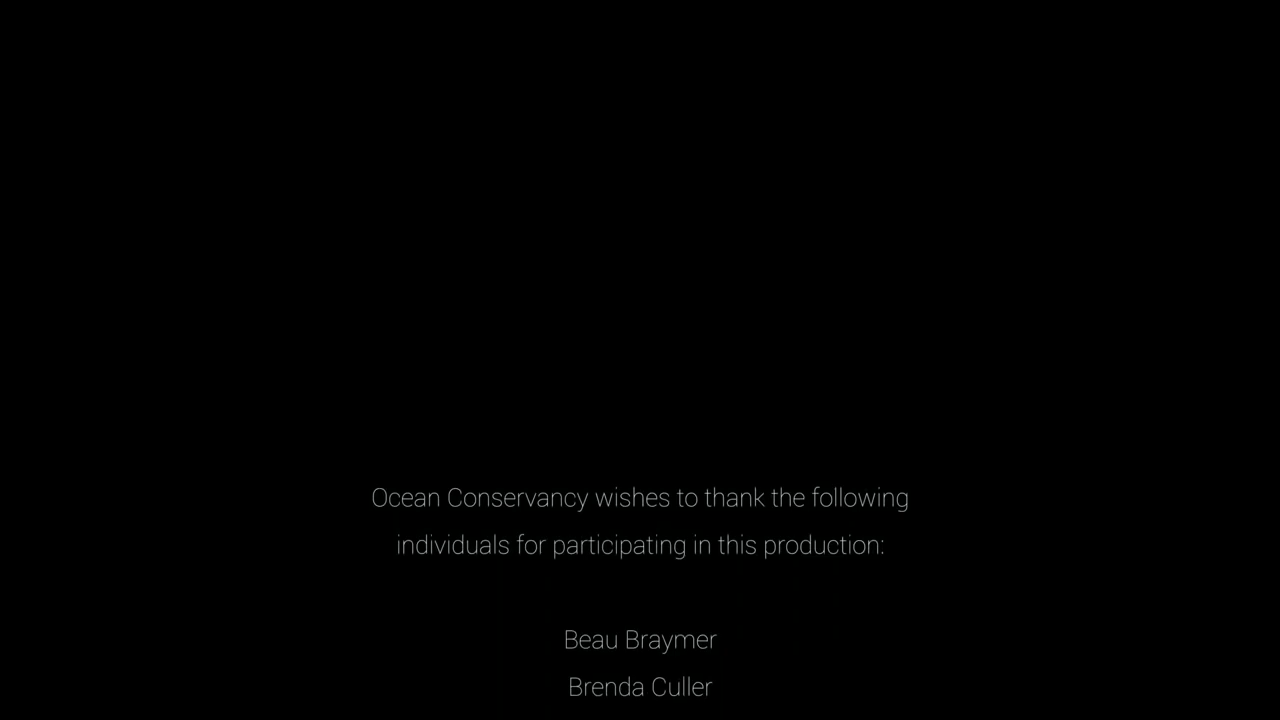 Ocean Conservancy wishes to thank the following
individuals for participating in this production:
Beau Braymer
Brenda Culler